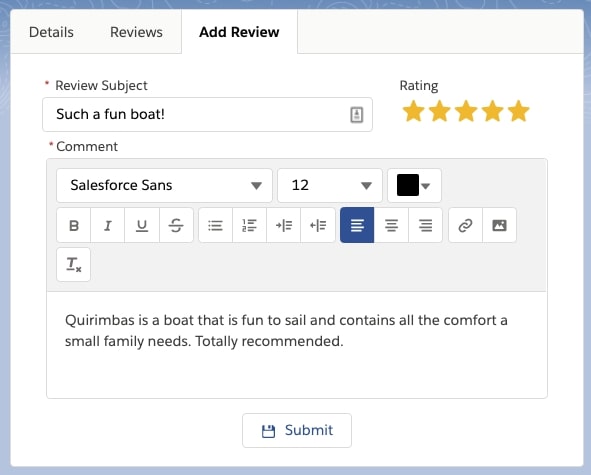 Details Reviews Add Review
* Review Subject Rating
Such a fun boat!
* Comment
Salesforce Sans 12
B I U S
Quirimbas is a boat that is fun to sail and contains all the comfort a
small family needs. Totally recommended.
Submit